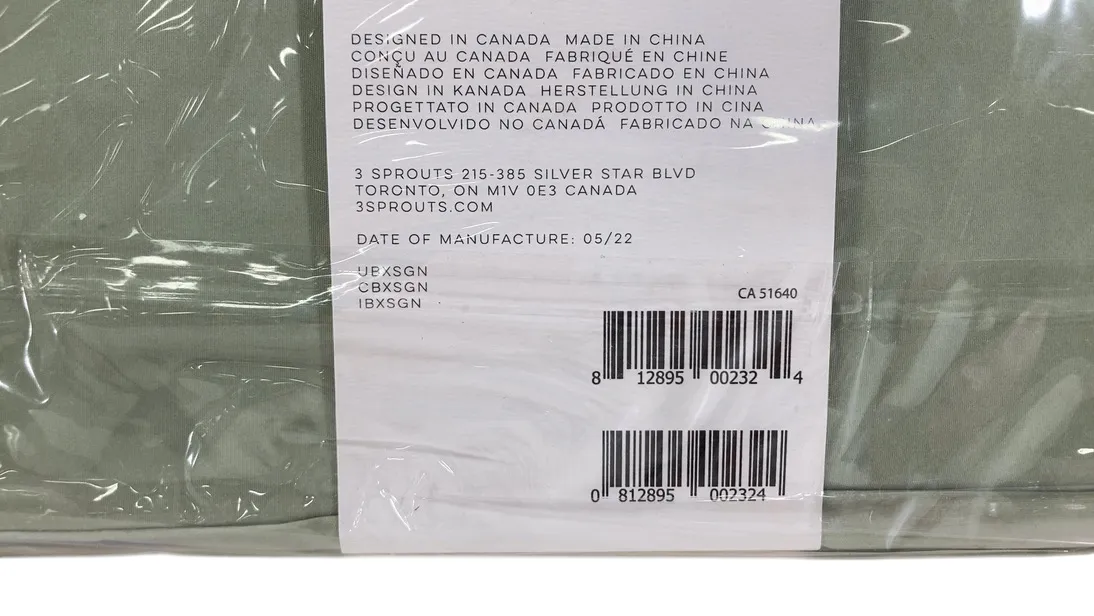 DESIGNED IN CANADA MADE IN CHINA
CONÇU AU CANADA FABRIQUÉ EN CHINE
DISEÑADO EN CANADA FABRICADO EN CHINA
DESIGN IN KANADA HERSTELLUNG IN CHINA
PROGETTATO IN CANADA PRODOTTO IN CINA
DESENVOLVIDO NO CANADÁ FABRICADO NA CHINA
3 SPROUTS 215-385 SILVER STAR BLVD
TORONTO, ON M1V 0E3 CANADA
3SPROUTS.COM
DATE OF MANUFACTURE: 05/22
UBXSGN
CBXSGN
IBXSGN
CA 51640
8 12895 00232 4
0 812895 002324